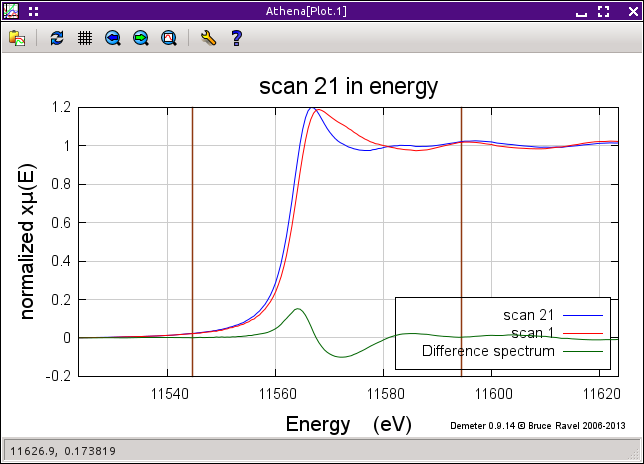 Athena[Plot.1]
scan 21 in energy
normalized xμ(E)
1.2
1
0.8
0.6
0.4
0.2
0
-0.2
scan 21
scan 1
Difference spectrum
11540 11560 11580 11600 11620
Energy (eV)
Demeter 0.9.14 © Bruce Ravel 2006-2013
11626.9, 0.173819